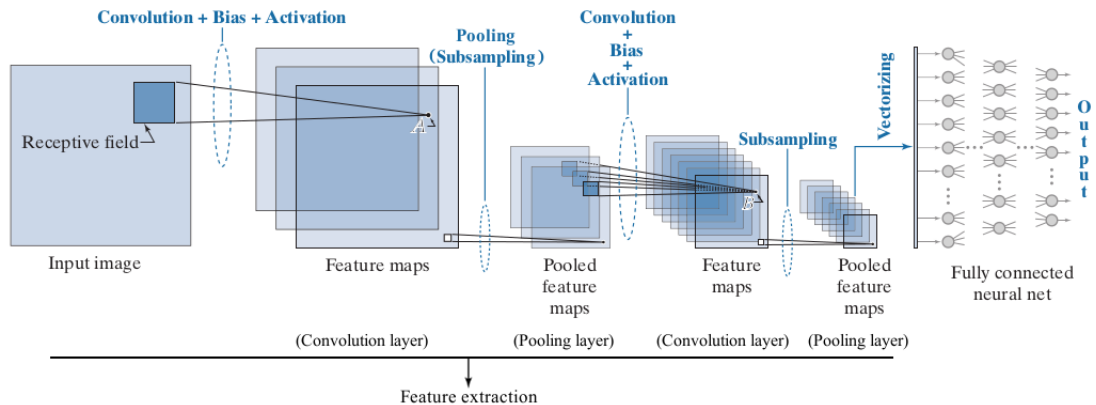 Convolution + Bias + Activation
Pooling
(Subsampling)
Convolution
+
Bias
+
Activation
Receptive field
A
Subsampling
B
Vectorizing
Output
Input image
Feature maps
Pooled
feature
maps
Feature
maps
Pooled
feature
maps
Fully connected
neural net
(Convolution layer)
(Pooling layer)
(Convolution layer)
(Pooling layer)
Feature extraction